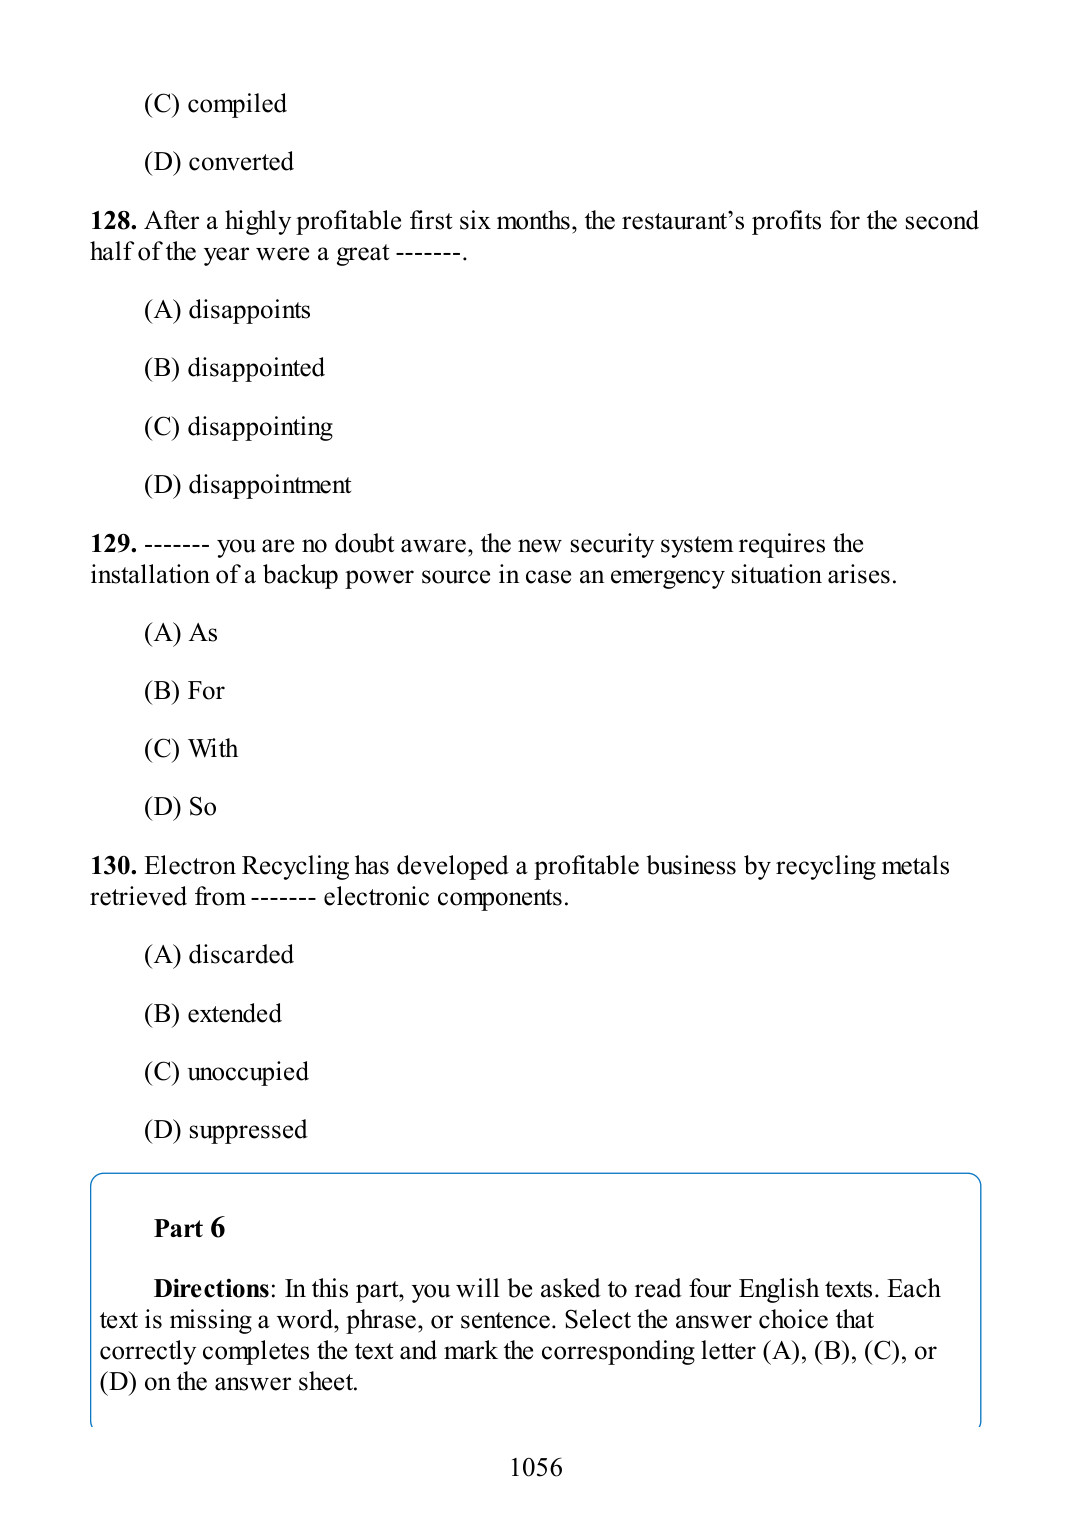 (C) compiled
(D) converted
128. After a highly profitable first six months, the restaurant’s profits for the second
half of the year were a great -------.
(A) disappoints
(B) disappointed
(C) disappointing
(D) disappointment
129. ------- you are no doubt aware, the new security system requires the
installation of a backup power source in case an emergency situation arises.
(A) As
(B) For
(C) With
(D) So
130. Electron Recycling has developed a profitable business by recycling metals
retrieved from ------- electronic components.
(A) discarded
(B) extended
(C) unoccupied
(D) suppressed
Part 6
Directions: In this part, you will be asked to read four English texts. Each
text is missing a word, phrase, or sentence. Select the answer choice that
correctly completes the text and mark the corresponding letter (A), (B), (C), or
(D) on the answer sheet.
1056